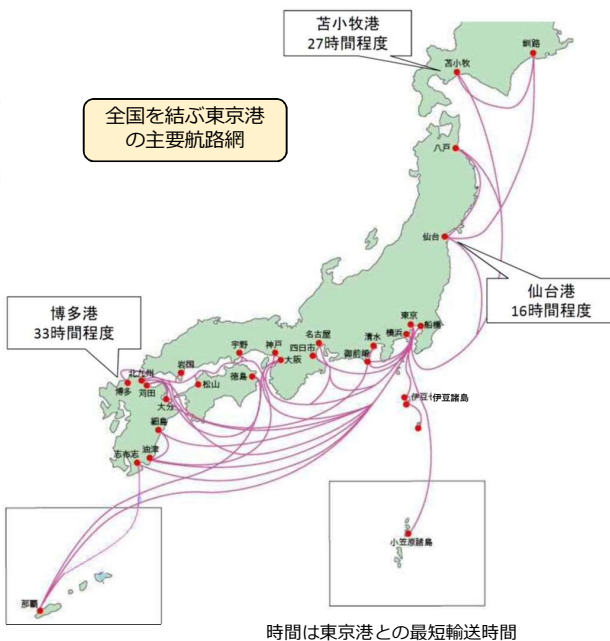 苫小牧港
27時間程度
釧路
苫小牧
全国を結ぶ東京港
の主要航路網
八戸
仙台
仙台港
16時間程度
博多港
33時間程度
東京
船橋
横浜
名古屋
清水
四日市
御前崎
宇野
神戸
大阪
岩国
徳島
北九州
松山
博多
苅田
大分
細島
伊豆
伊豆諸島
志布志
油津
小笠原諸島
那覇
時間は東京港との最短輸送時間